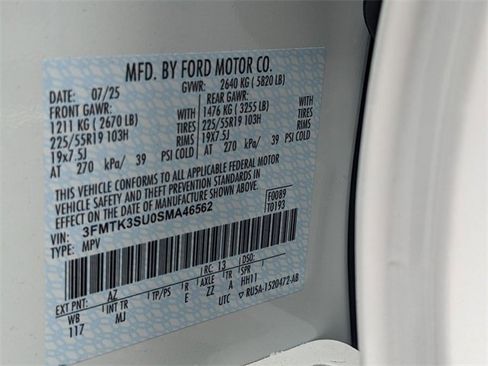 MFD. BY FORD MOTOR CO.
DATE: 07/25 GVWR: 2640 KG ( 5820 LB)
FRONT GAWR: REAR GAWR:
1211 KG ( 2670 LB) WITH 1476 KG ( 3255 LB) WITH
225/55R19 103H TIRES 225/55R19 103H TIRES
19x7.5J RIMS 19X7.5J RIMS
AT 270 kPa/ 39 PSI COLD AT 270 kPa/ 39 PSI COLD
THIS VEHICLE CONFORMS TO ALL APPLICABLE FEDERAL MOTOR
VEHICLE SAFETY AND THEFT PREVENTION STANDARDS IN EFFECT
ON THE DATE OF MANUFACTURE SHOWN ABOVE.
VIN: 3FMTK3SU0SMA46562 F0089
TYPE: MPV T0193
EXT PNT: AZ RC: 13 DSO:
WB INT TR TP/PS R AXLE TR SPR
117 MJ E ZZ A HH11
UTC ▽ RU5A-1520472-AB